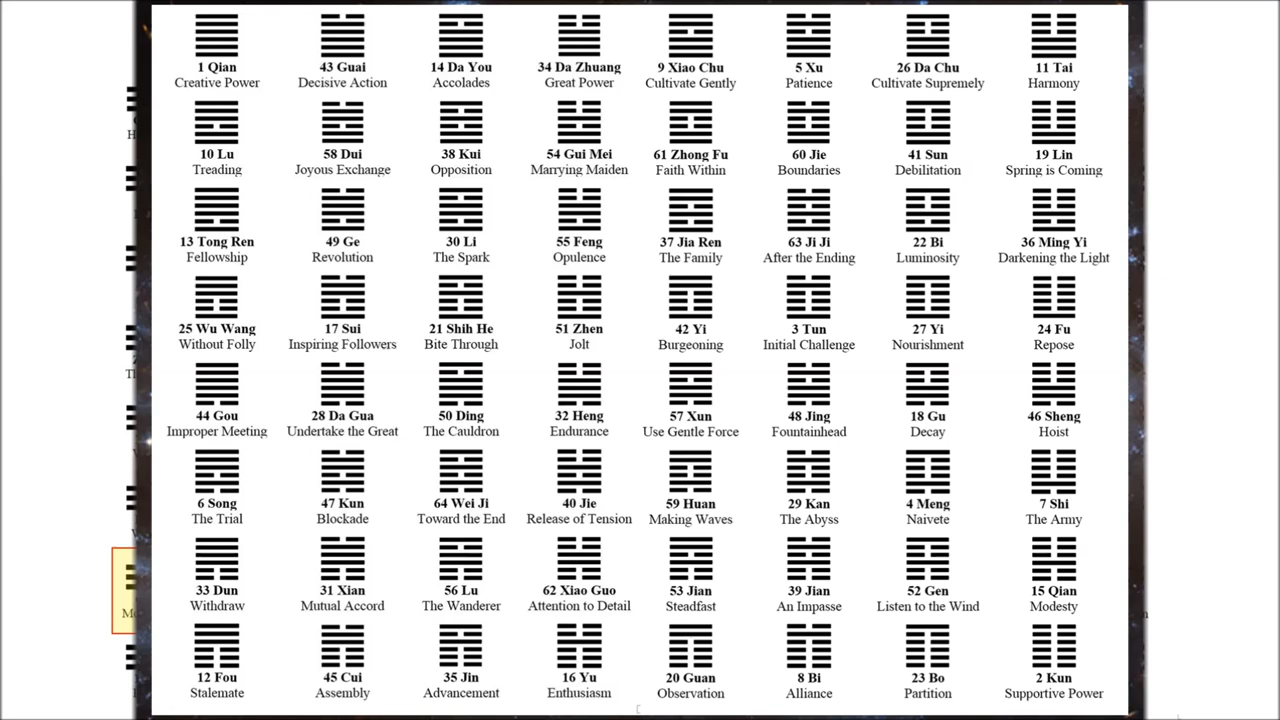 1 Qian 43 Guai 14 Da You 34 Da Zhuang 9 Xiao Chu 5 Xu 26 Da Chu 11 Tai
Creative Power Decisive Action Accolades Great Power Cultivate Gently Patience Cultivate Supremely Harmony
10 Lu 58 Dui 38 Kui 54 Gui Mei 61 Zhong Fu 60 Jie 41 Sun 19 Lin
Treading Joyous Exchange Opposition Marrying Maiden Faith Within Boundaries Debilitation Spring is Coming
13 Tong Ren 49 Ge 30 Li 55 Feng 37 Jia Ren 63 Ji Ji 22 Bi 36 Ming Yi
Fellowship Revolution The Spark Opulence The Family After the Ending Luminosity Darkening the Light
25 Wu Wang 17 Sui 21 Shih He 51 Zhen 42 Yi 3 Tun 27 Yi 24 Fu
Without Folly Inspiring Followers Bite Through Jolt Burgeoning Initial Challenge Nourishment Repose
44 Gou 28 Da Gua 50 Ding 32 Heng 57 Xun 48 Jing 18 Gu 46 Sheng
Improper Meeting Undertake the Great The Cauldron Endurance Use Gentle Force Fountainhead Decay Hoist
6 Song 47 Kun 64 Wei Ji 40 Jie 59 Huan 29 Kan 4 Meng 7 Shi
The Trial Blockade Toward the End Release of Tension Making Waves The Abyss Naivete The Army
33 Dun 31 Xian 56 Lu 62 Xiao Guo 53 Jian 39 Jian 52 Gen 15 Qian
Withdraw Mutual Accord The Wanderer Attention to Detail Steadfast An Impasse Listen to the Wind Modesty
12 Fou 45 Cui 35 Jin 16 Yu 20 Guan 8 Bi 23 Bo 2 Kun
Stalemate Assembly Advancement Enthusiasm Observation Alliance Partition Supportive Power